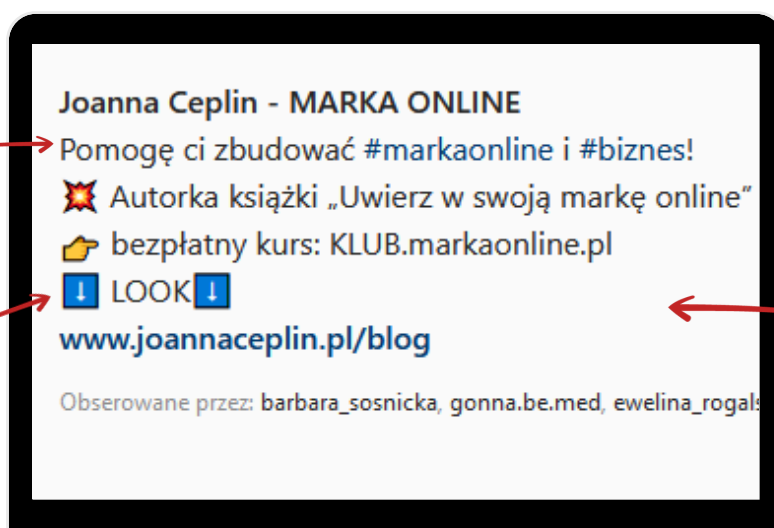 Joanna Ceplin - MARKA ONLINE
Pomogę ci zbudować #markaonline i #biznes!
💥 Autorka książki „Uwierz w swoją markę online”
👉 bezpłatny kurs: KLUB.markaonline.pl
⬇️ LOOK⬇️
www.joannaceplin.pl/blog
Obserowane przez: barbara_sosnicka, gonna.be.med,